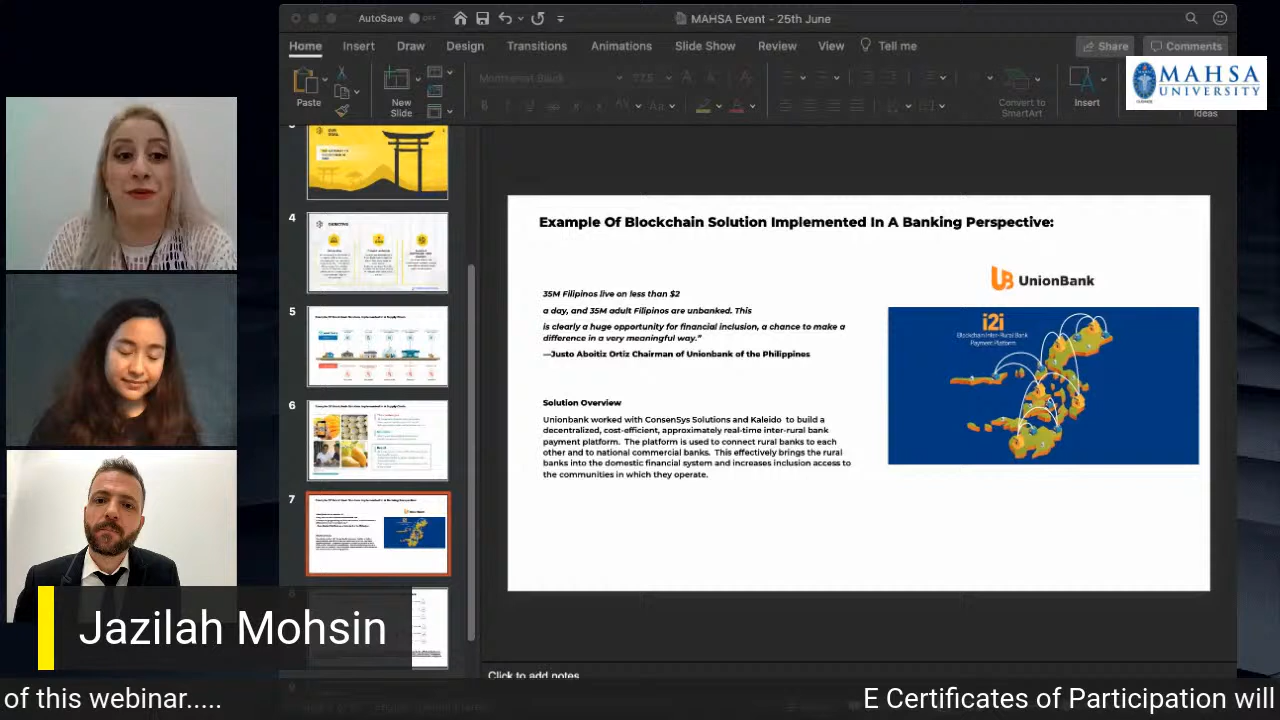 AutoSave
OFF
MAHSA Event - 25th June
Home
Insert
Draw
Design
Transitions
Animations
Slide Show
Review
View
Tell me
Share
Comments
Paste
New
Slide
Convert to
SmartArt
Insert
Ideas
MAHSA
UNIVERSITY
4
5
6
7
Example Of Blockchain Solution Implemented In A Banking Perspective:
UnionBank
35M Filipinos live on less than $2
a day, and 35M adult Filipinos are unbanked. This
is clearly a huge opportunity for financial inclusion, a chance to make a
difference in a very meaningful way."
—Justo Aboitiz Ortiz Chairman of Unionbank of the Philippines
i2i
Blockchain Inter-Rural Bank
Payment Platform
Solution Overview
Unionbank worked with ConsenSys Solutions and Kaleido to build a
decentralized, cost-efficient, approximately real-time inter-rural bank
payment platform. The platform is used to connect rural banks to each
other and to national commercial banks. This effectively brings the rural
banks into the domestic financial system and increases inclusion access to
the communities in which they operate.
Jazilah Mohsin
Click to add notes
of this webinar.....
E Certificates of Participation will